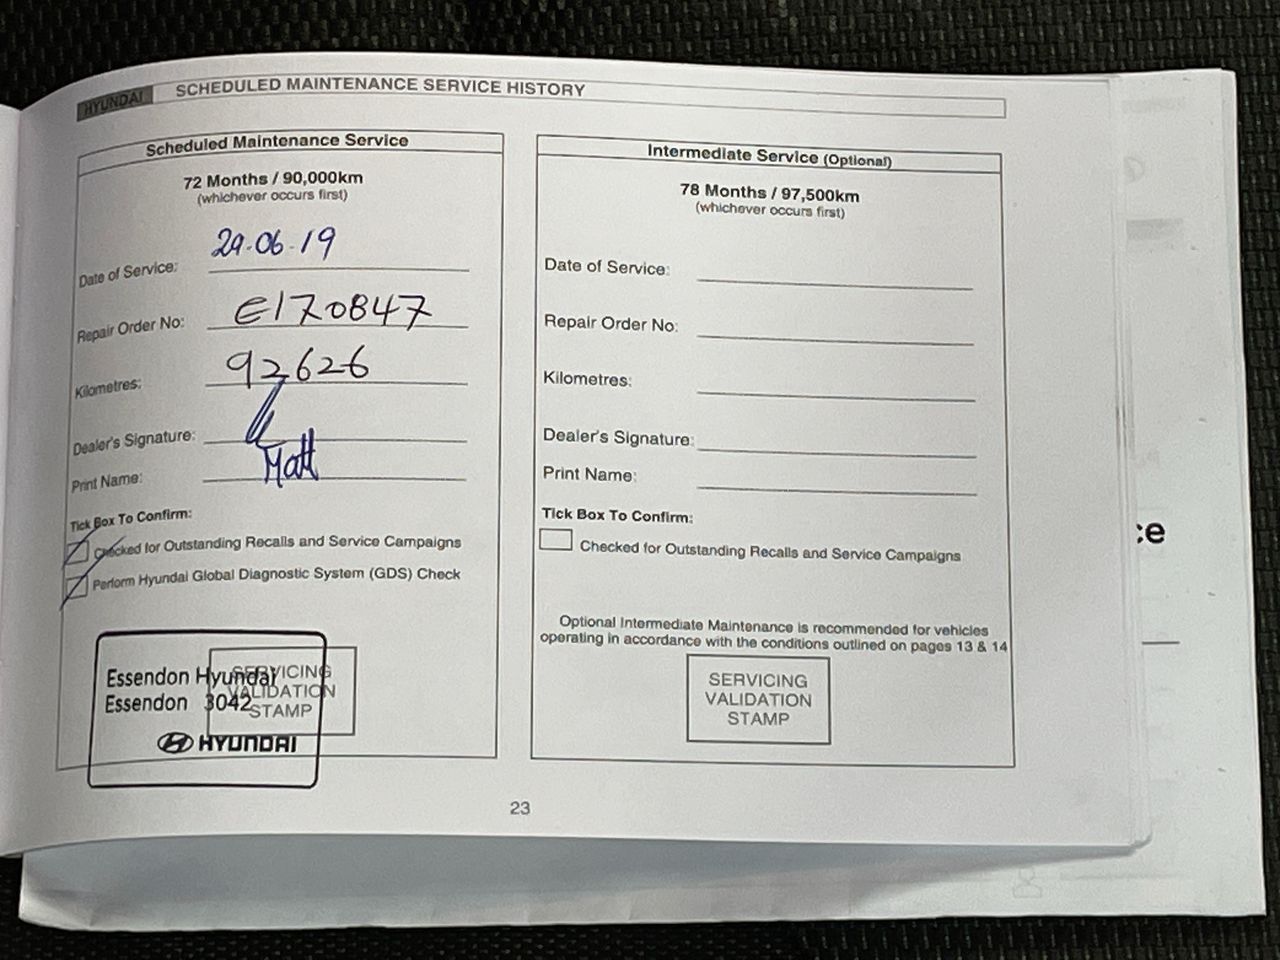 HYUNDAI
SCHEDULED MAINTENANCE SERVICE HISTORY
Scheduled Maintenance Service
72 Months / 90,000km
(whichever occurs first)
Date of Service: 29-06-19
Repair Order No: E170847
Kilometres: 92626
Dealer's Signature:
Print Name: Matt
Tick Box To Confirm:
Checked for Outstanding Recalls and Service Campaigns
Perform Hyundai Global Diagnostic System (GDS) Check
SERVICING
VALIDATION
STAMP
Essendon Hyundai
Essendon 3042
HYUNDAI
Intermediate Service (Optional)
78 Months / 97,500km
(whichever occurs first)
Date of Service:
Repair Order No:
Kilometres:
Dealer's Signature:
Print Name:
Tick Box To Confirm:
Checked for Outstanding Recalls and Service Campaigns
Optional Intermediate Maintenance is recommended for vehicles
operating in accordance with the conditions outlined on pages 13 & 14
SERVICING
VALIDATION
STAMP
23